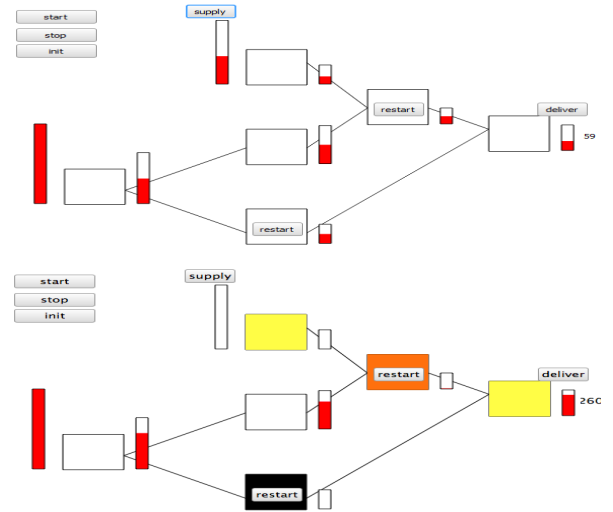 start
supply
stop
init
restart
deliver
59
restart
start
supply
stop
init
restart
deliver
260
restart